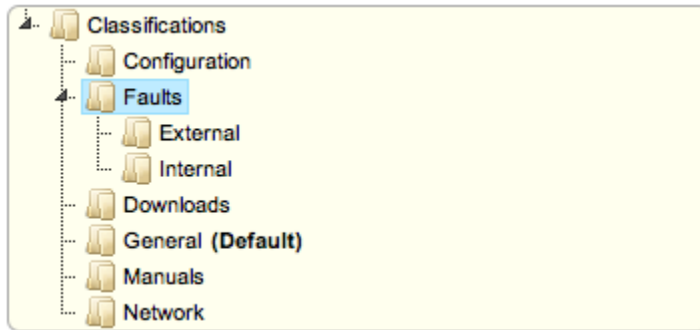 Classifications
Configuration
Faults
External
Internal
Downloads
General (Default)
Manuals
Network